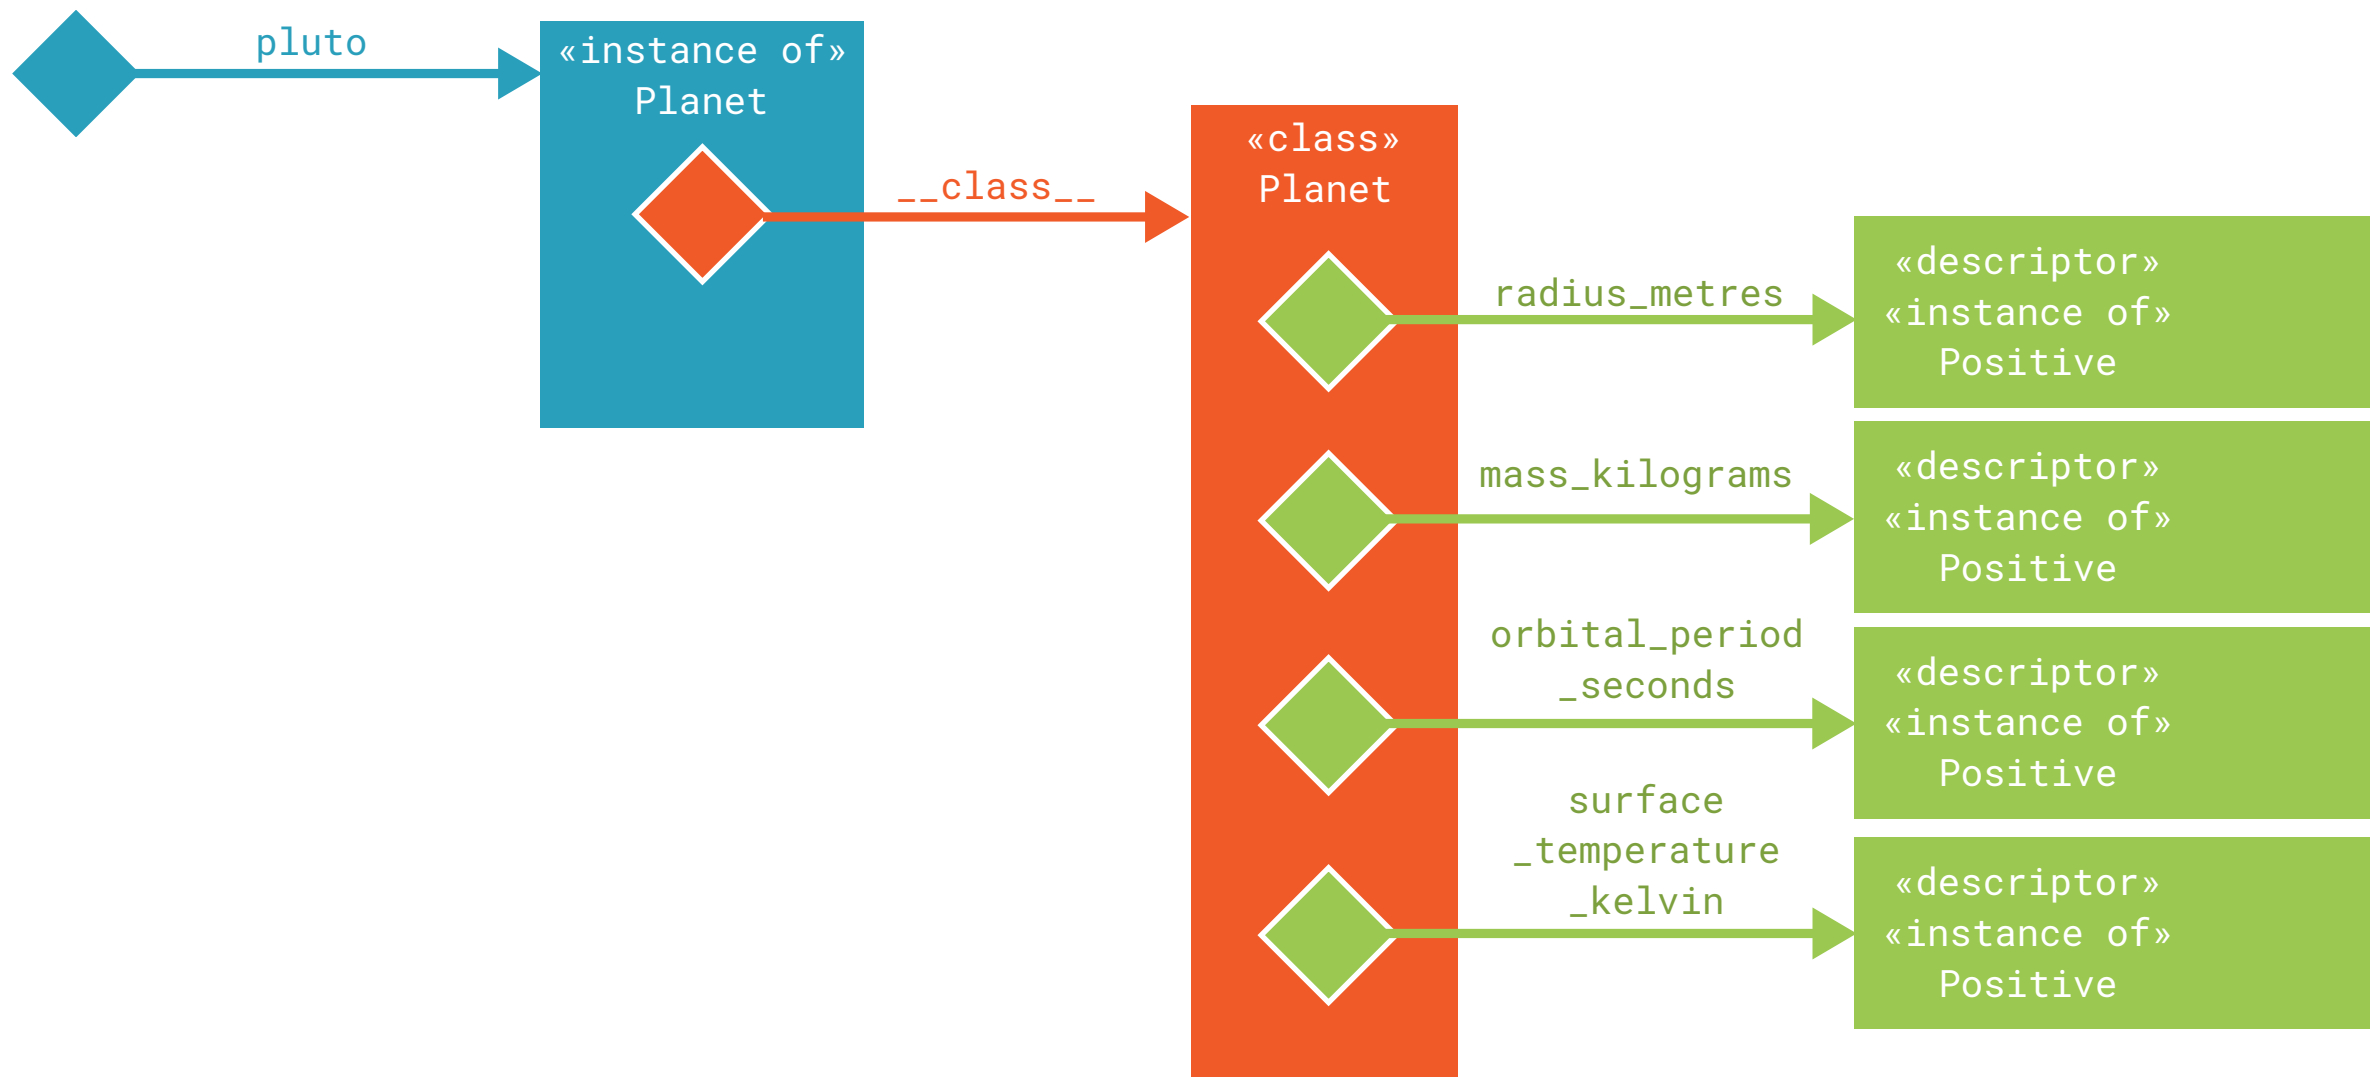 pluto
«instance of»
Planet
__class__
«class»
Planet
radius_metres
«descriptor»
«instance of»
Positive
mass_kilograms
«descriptor»
«instance of»
Positive
orbital_period
_seconds
«descriptor»
«instance of»
Positive
surface
_temperature
_kelvin
«descriptor»
«instance of»
Positive